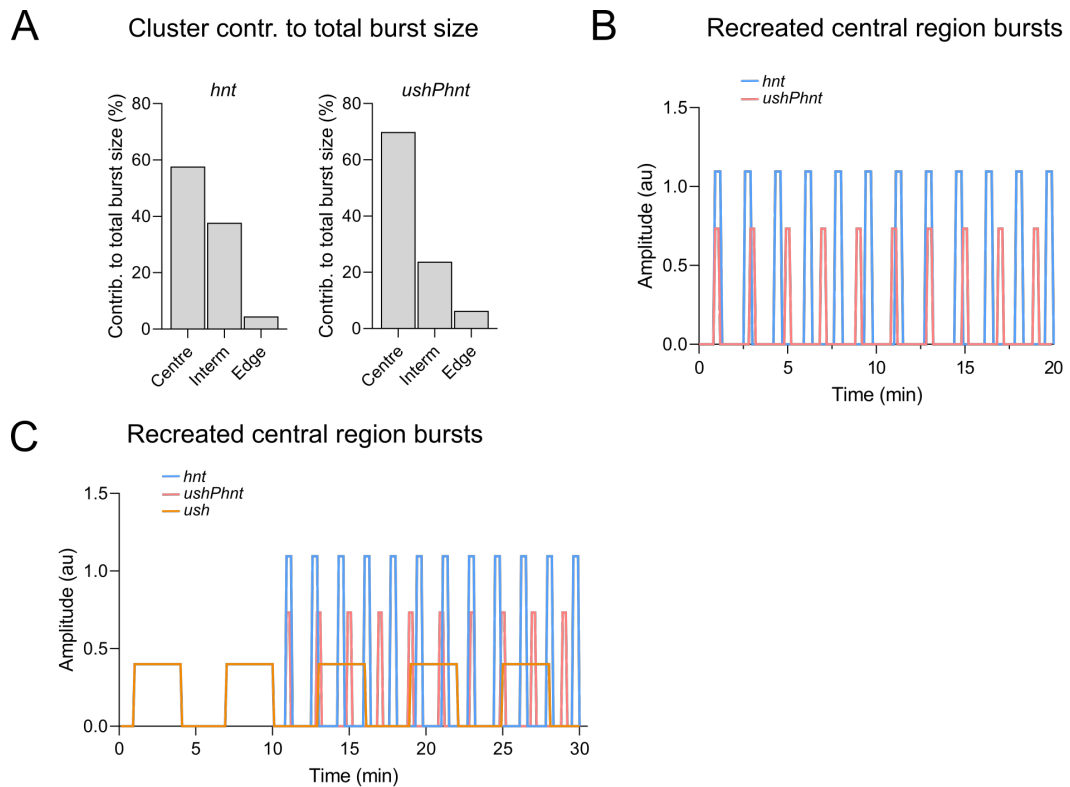 A
Cluster contr. to total burst size
hnt
Contrib. to total burst size (%)
80
60
40
20
0
Centre
Interm
Edge
ushPhnt
Contrib. to total burst size (%)
80
60
40
20
0
Centre
Interm
Edge
B
Recreated central region bursts
hnt
ushPhnt
Amplitude (au)
1.5
1.0
0.5
0.0
0 5 10 15 20
Time (min)
C
Recreated central region bursts
hnt
ushPhnt
ush
Amplitude (au)
1.5
1.0
0.5
0.0
0 5 10 15 20 25 30
Time (min)